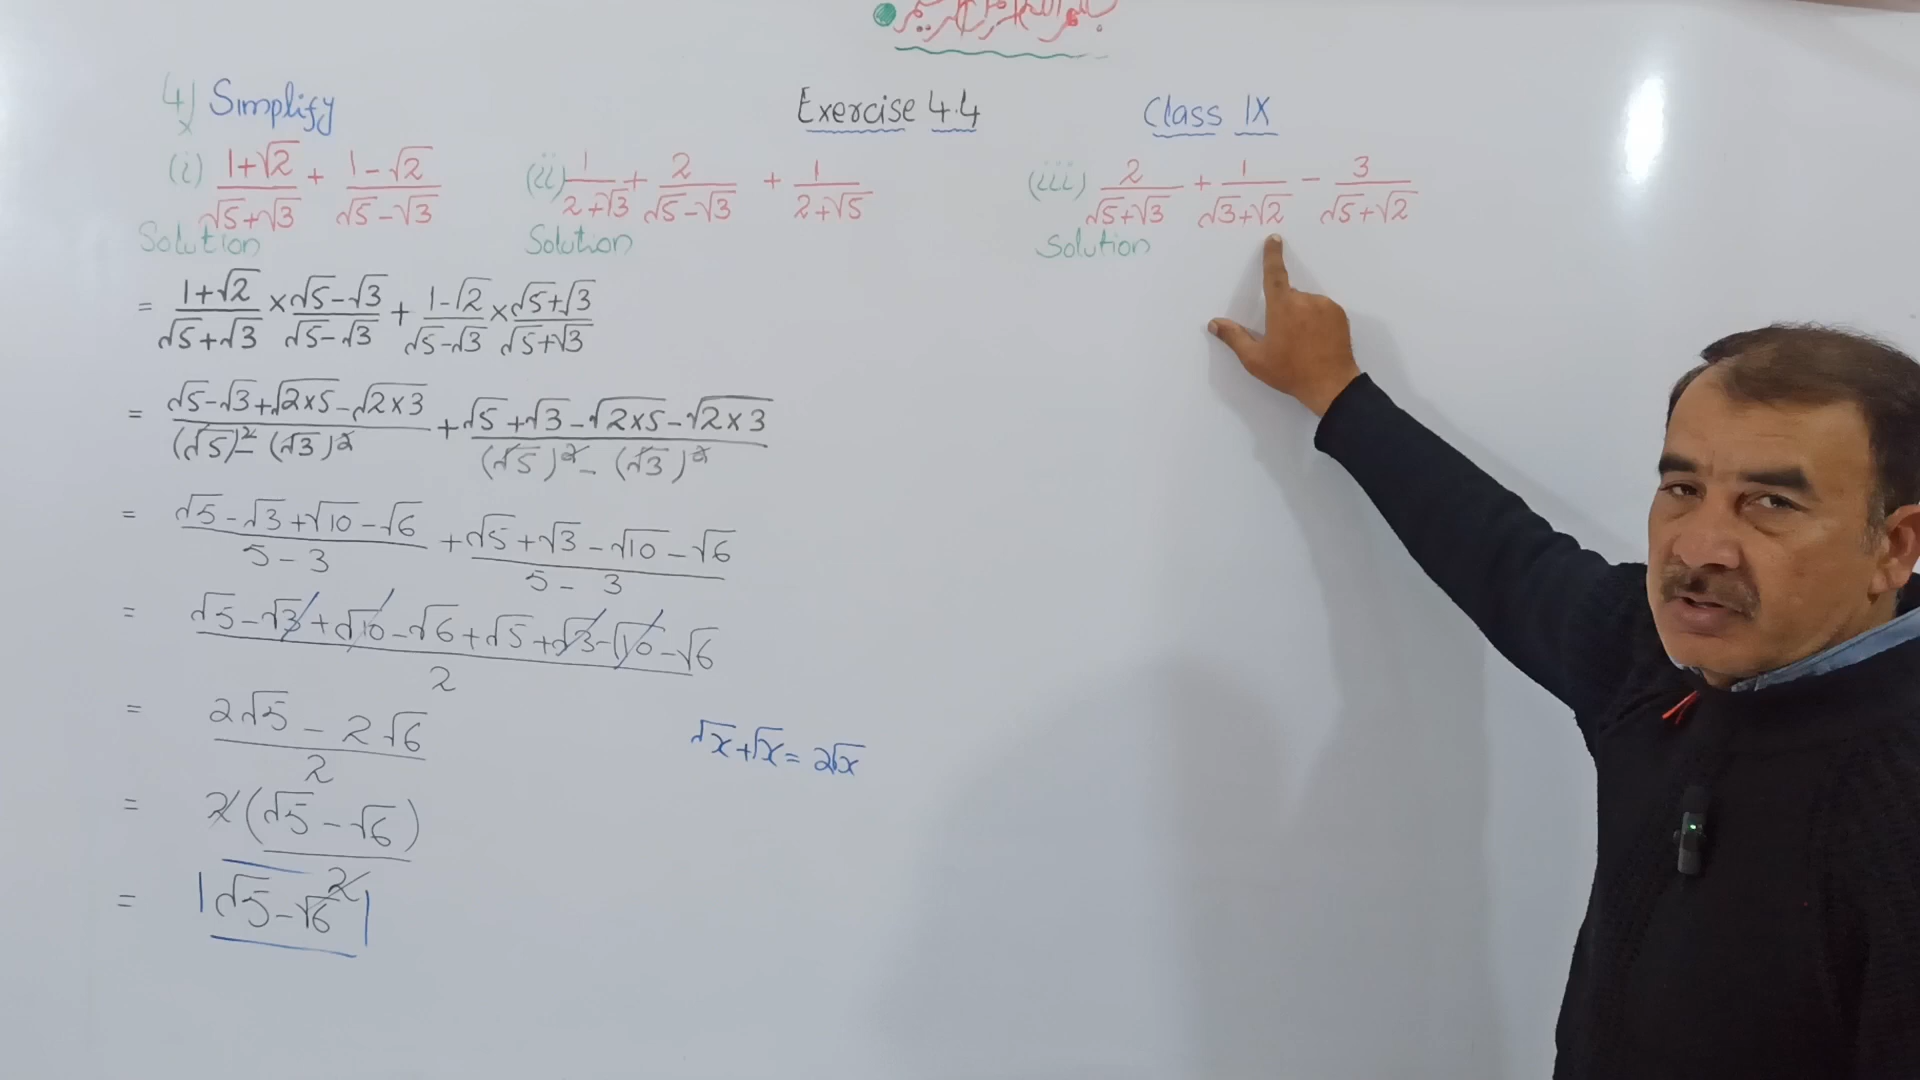 4) Simplify
Exercise 4.4
Class IX
(i) (1+√2)/(√5+√3) + (1-√2)/(√5-√3)
(ii) 1/(2+√3) + 2/(√5-√3) + 1/(2+√5)
(iii) 2/(√5+√3) + 1/(√3+√2) - 3/(√5+√2)
Solution
Solution
Solution
= (1+√2)/(√5+√3) × (√5-√3)/(√5-√3) + (1-√2)/(√5-√3) × (√5+√3)/(√5+√3)
= (√5-√3+√2×5-√2×3)/((√5)²-(√3)²) + (√5+√3-√2×5-√2×3)/((√5)²-(√3)²)
= (√5-√3+√10-√6)/(5-3) + (√5+√3-√10-√6)/(5-3)
= (√5-√3+√10-√6+√5+√3-√10-√6)/2
= (2√5-2√6)/2
√x+√x=2√x
= 2(√5-√6)/2
= √5-√6